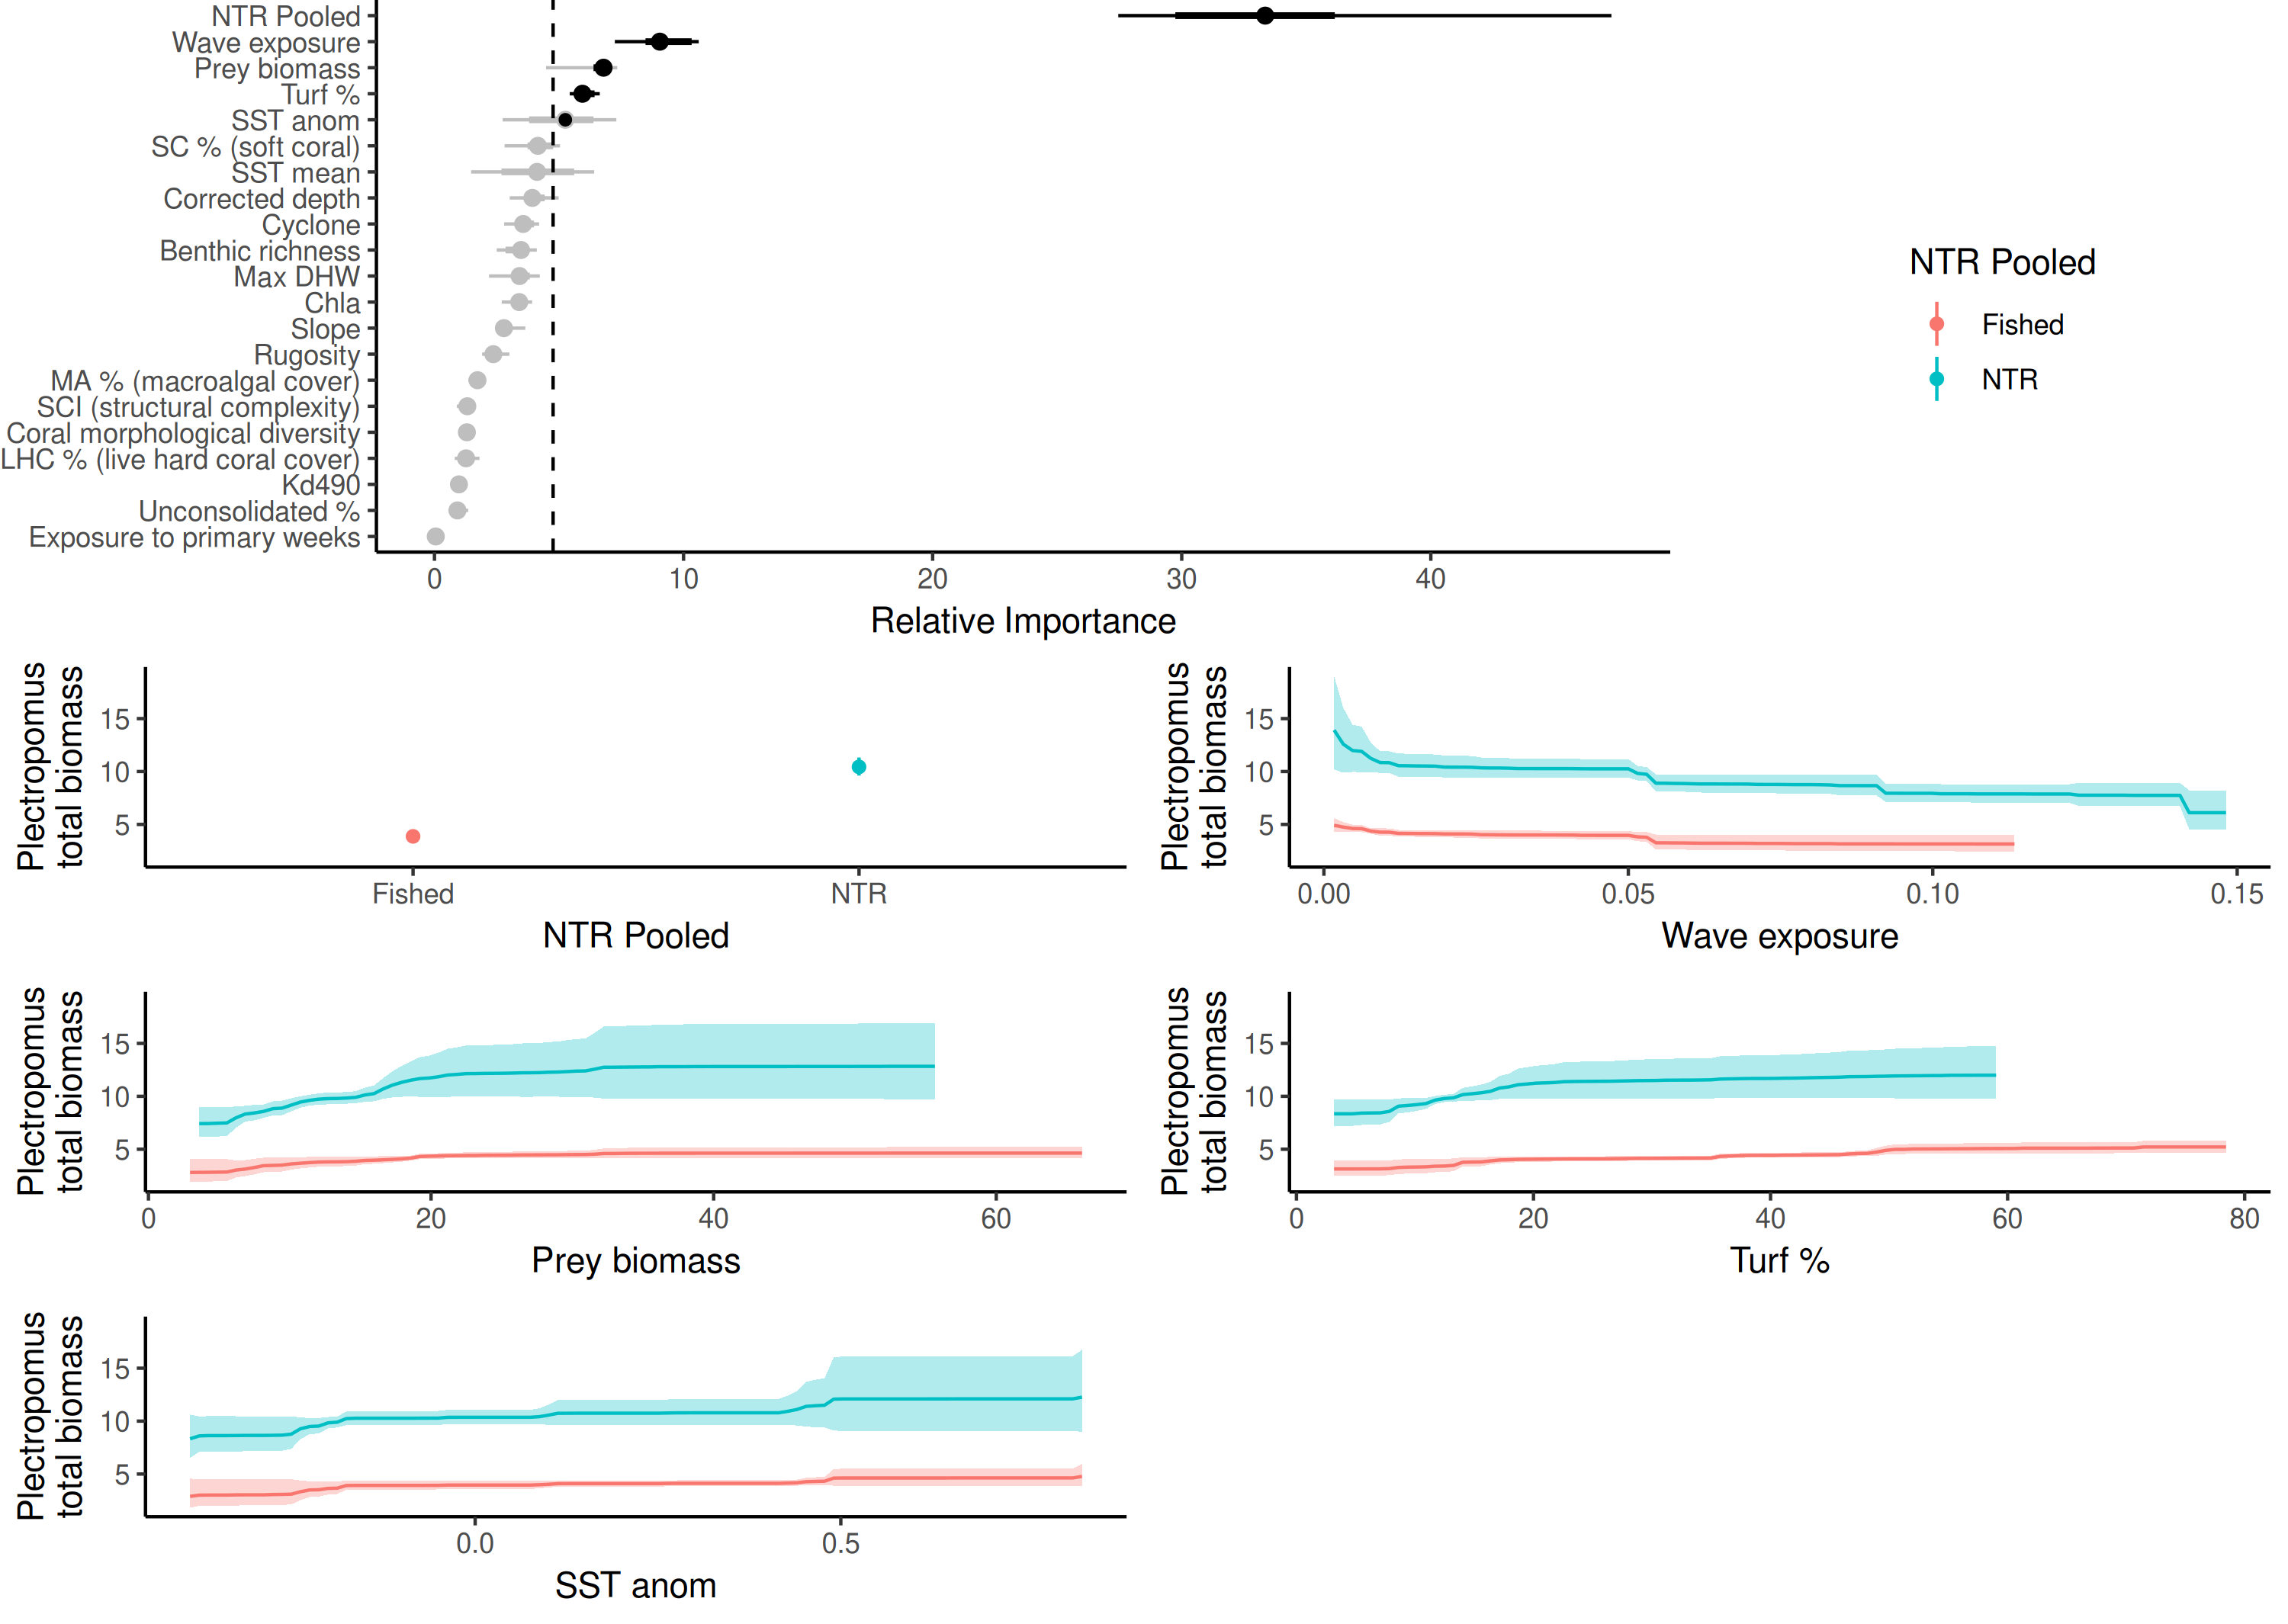 NTR Pooled
Wave exposure
Prey biomass
Turf %
SST anom
SC % (soft coral)
SST mean
Corrected depth
Cyclone
Benthic richness
Max DHW
Chla
Slope
Rugosity
MA % (macroalgal cover)
SCI (structural complexity)
Coral morphological diversity
LHC % (live hard coral cover)
Kd490
Unconsolidated %
Exposure to primary weeks
0 10 20 30 40
Relative Importance
NTR Pooled
Fished
NTR
Plectropomus
total biomass
15
10
5
Fished NTR
NTR Pooled
Plectropomus
total biomass
15
10
5
0.00 0.05 0.10 0.15
Wave exposure
Plectropomus
total biomass
15
10
5
0 20 40 60
Prey biomass
Plectropomus
total biomass
15
10
5
0 20 40 60 80
Turf %
Plectropomus
total biomass
15
10
5
0.0 0.5
SST anom